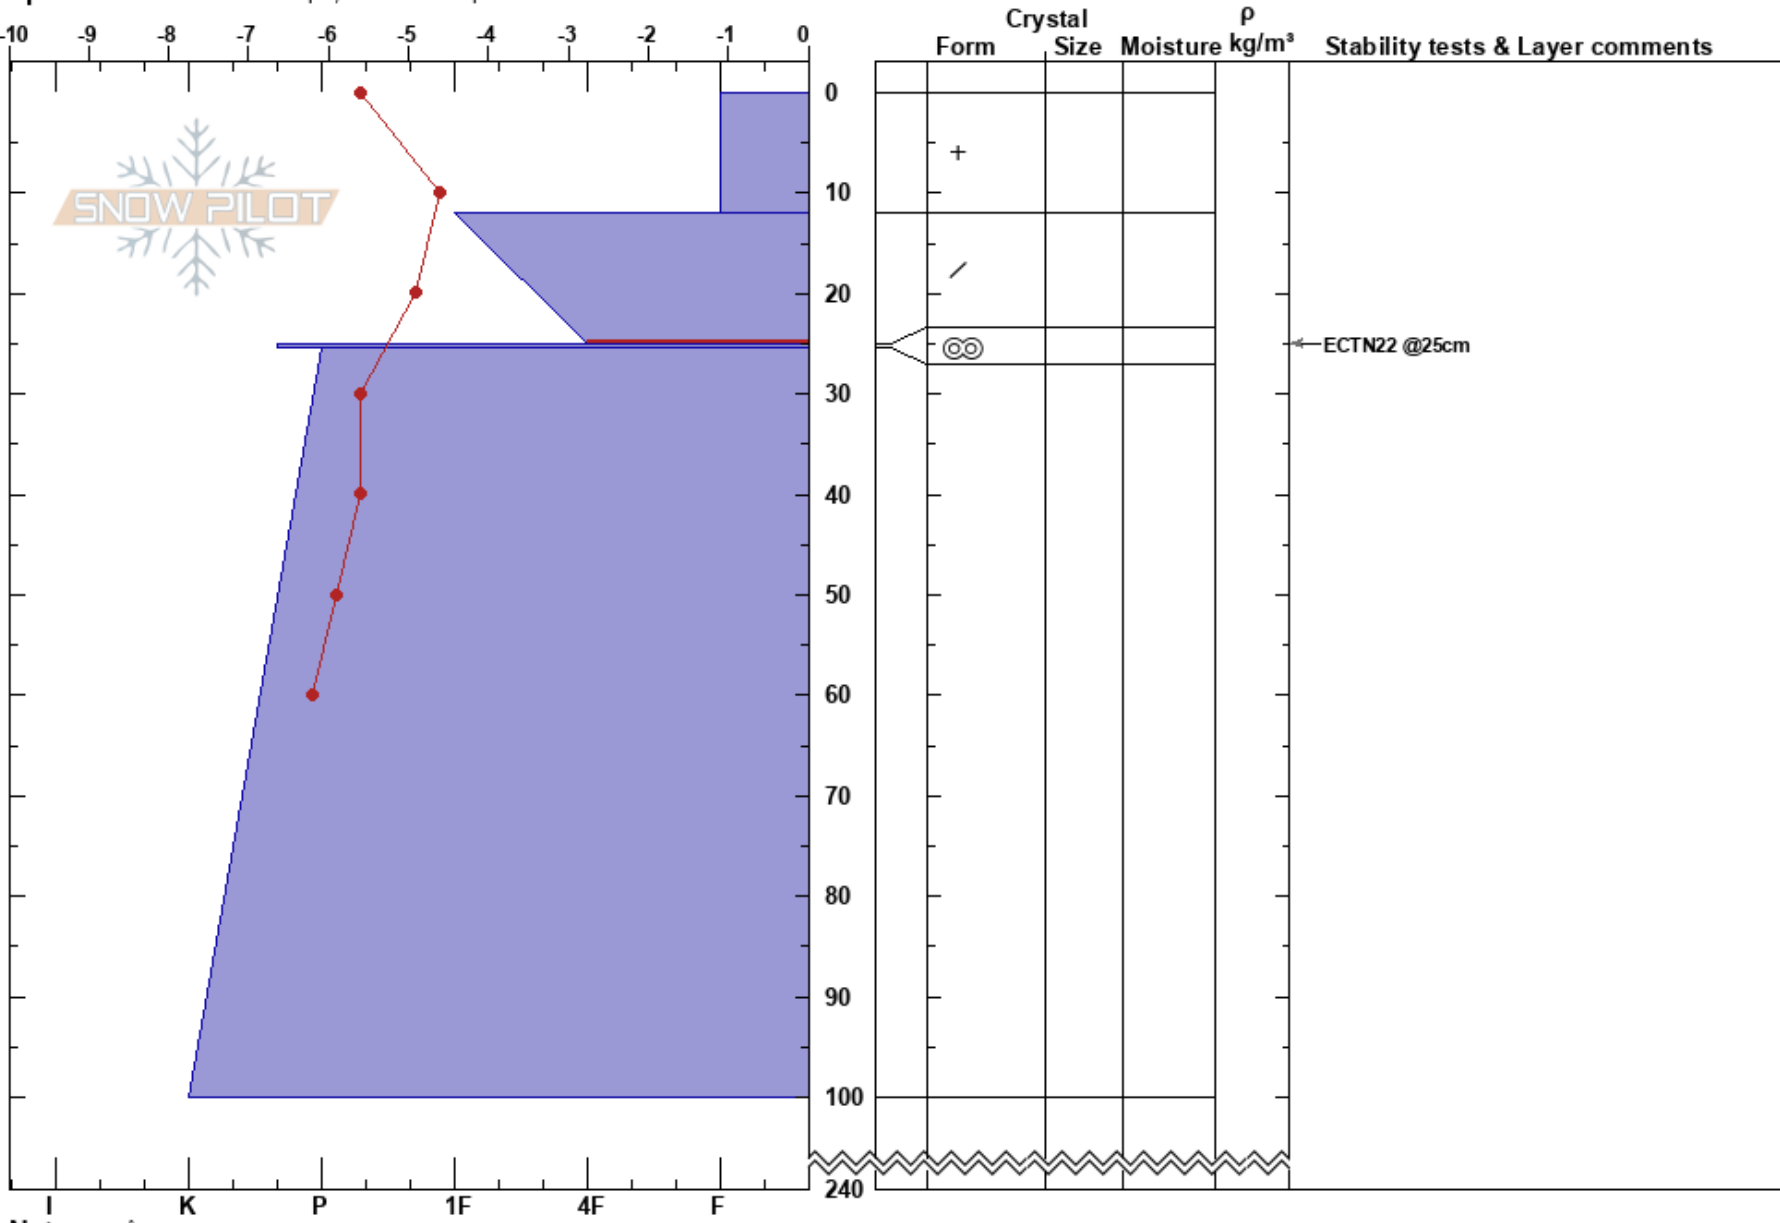 Crystal ρ
-10 -9 -8 -7 -6 -5 -4 -3 -2 -1 0
Form Size Moisture kg/m³ Stability tests & Layer comments
0
SNOW PILOT
10
20
ECTN22 @25cm
30
40
50
60
70
80
90
100
240
I K P 1F 4F F